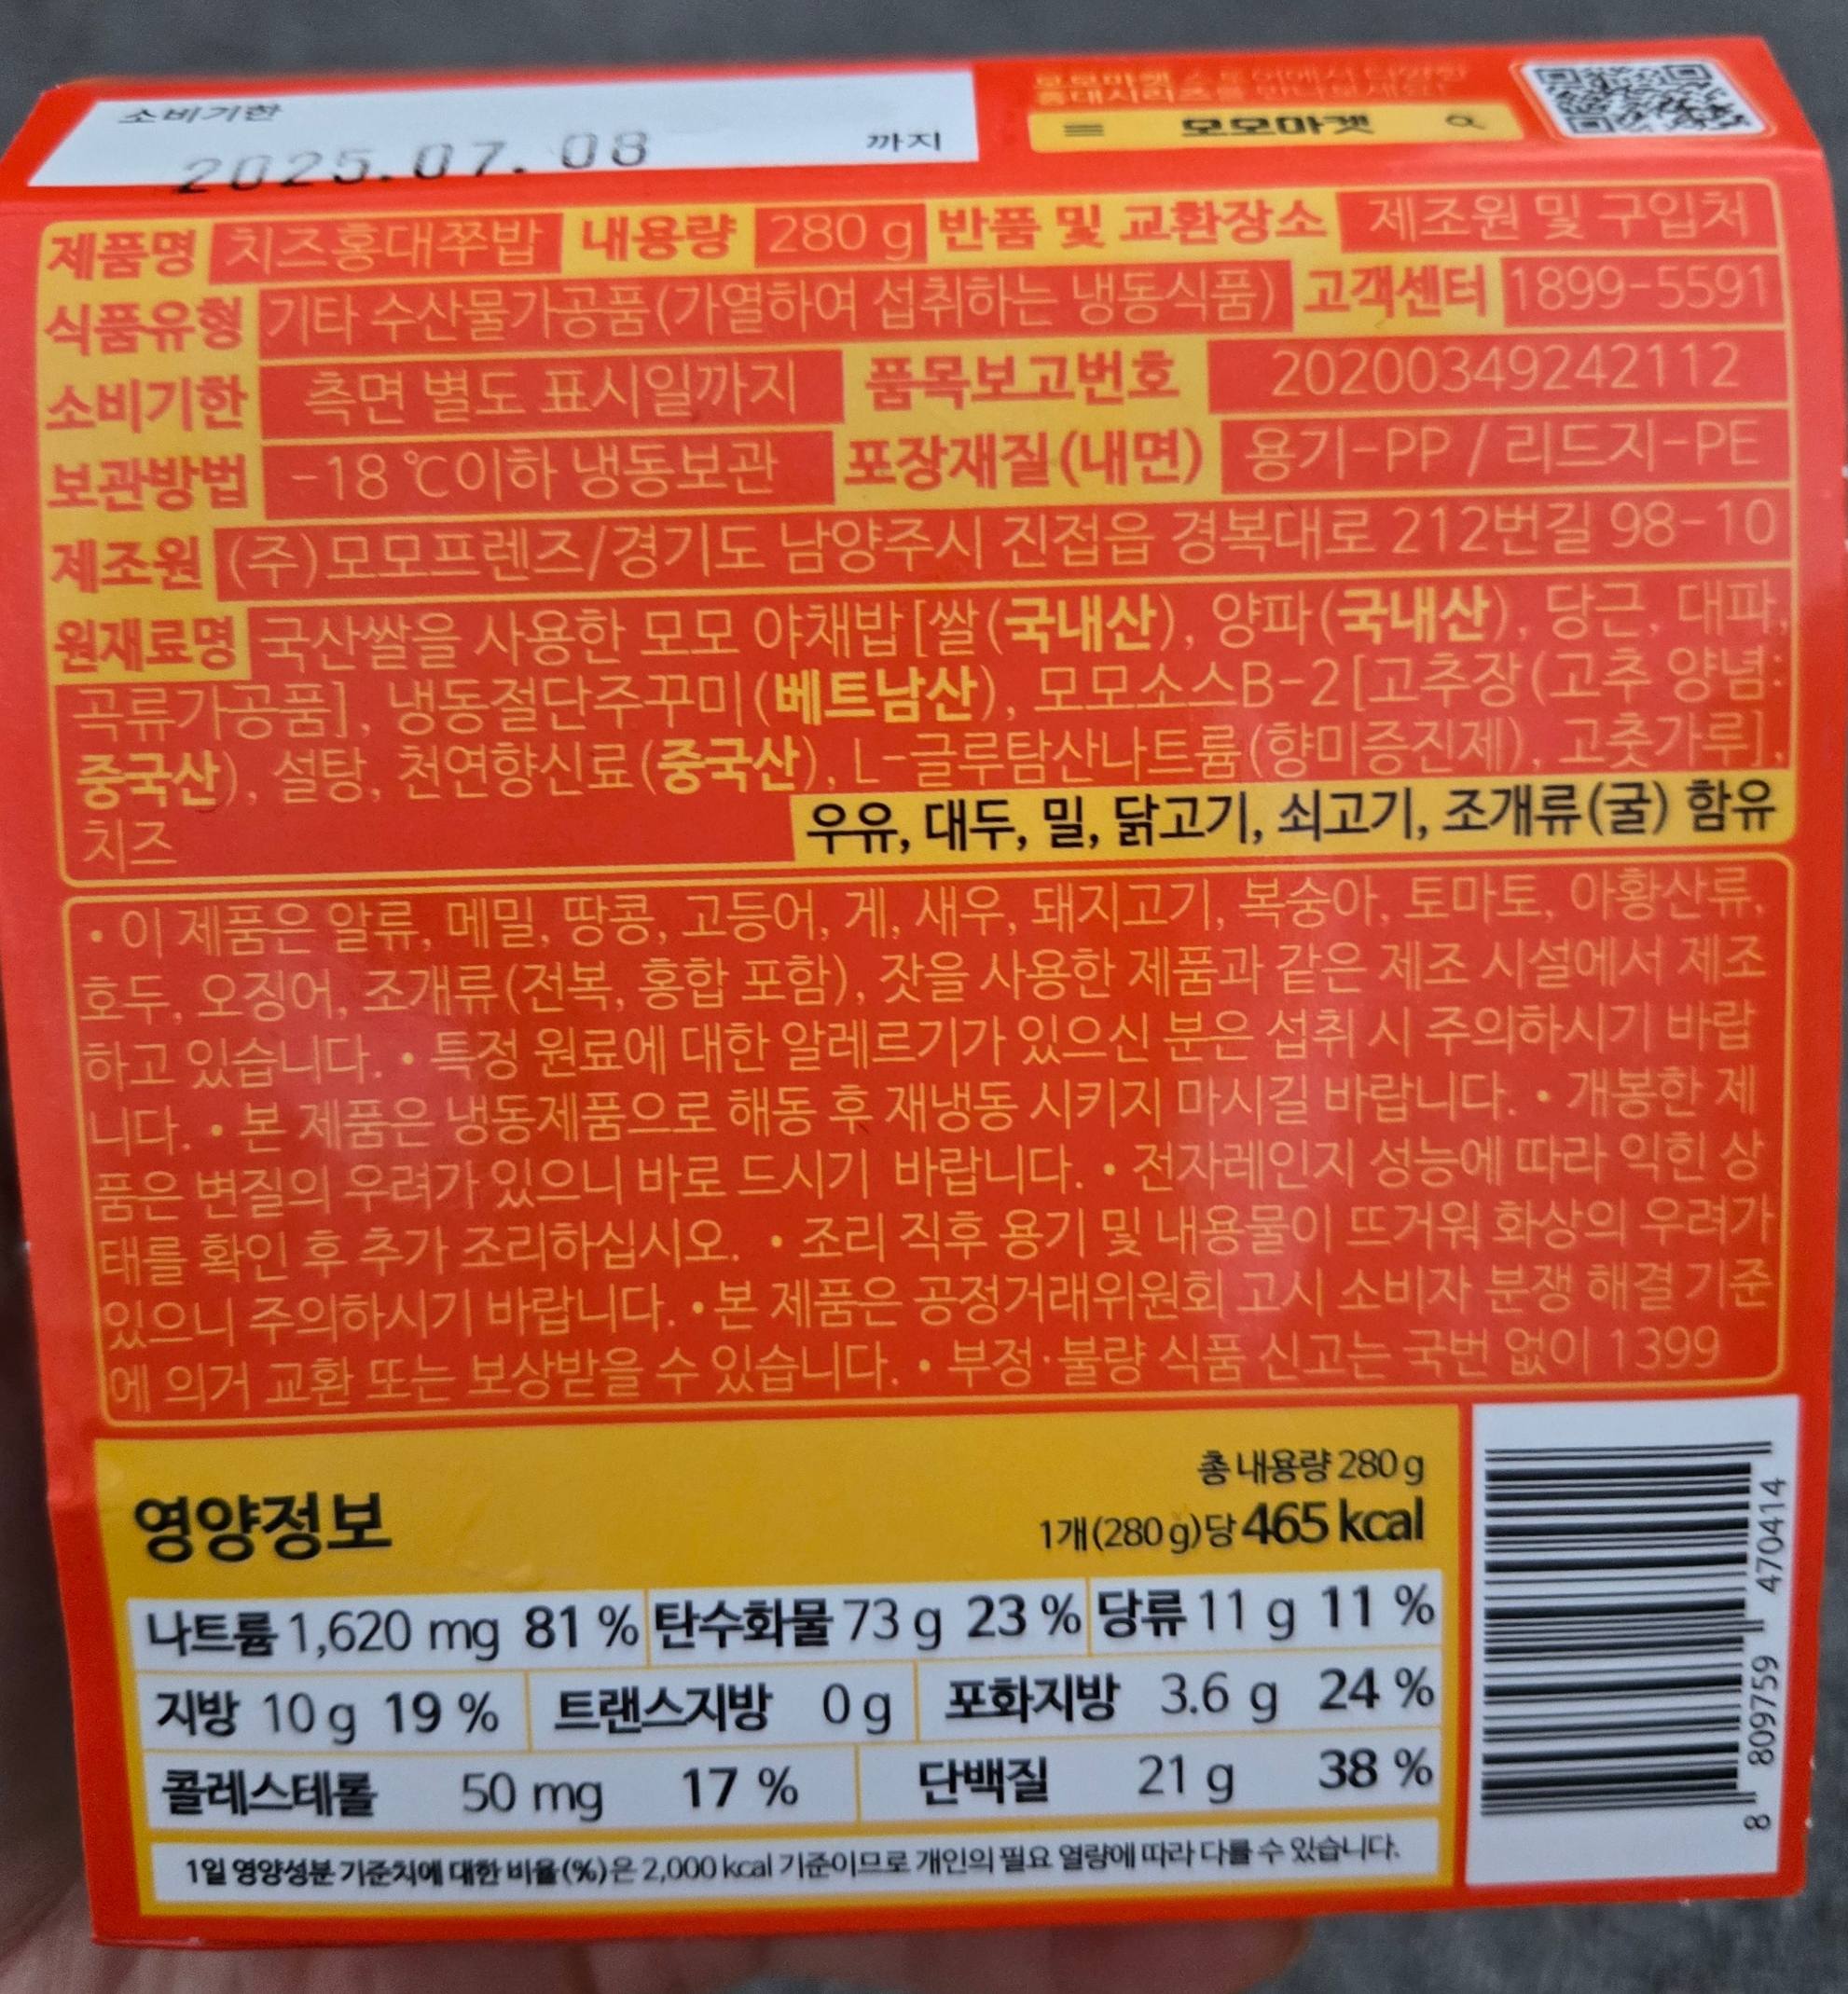 소비기한
2025.07.08 까지
모모마켓 스토어에서 다양한
홍대시리즈를 만나보세요!
모모마켓
제품명 치즈홍대쭈밥 내용량 280 g 반품 및 교환장소 제조원 및 구입처
식품유형 기타 수산물가공품(가열하여 섭취하는 냉동식품) 고객센터 1899-5591
소비기한 측면 별도 표시일까지 품목보고번호 20200349242112
보관방법 -18 ℃이하 냉동보관 포장재질(내면) 용기-PP / 리드지-PE
제조원 (주)모모프렌즈/경기도 남양주시 진접읍 경복대로 212번길 98-10
원재료명 국산쌀을 사용한 모모 야채밥[쌀(국내산), 양파(국내산), 당근, 대파,
곡류가공품], 냉동절단주꾸미(베트남산), 모모소스B-2[고추장(고추 양념:
중국산), 설탕, 천연향신료(중국산), L-글루탐산나트륨(향미증진제), 고춧가루],
치즈 우유, 대두, 밀, 닭고기, 쇠고기, 조개류(굴) 함유
• 이 제품은 알류, 메밀, 땅콩, 고등어, 게, 새우, 돼지고기, 복숭아, 토마토, 아황산류,
호두, 오징어, 조개류(전복, 홍합 포함), 잣을 사용한 제품과 같은 제조 시설에서 제조
하고 있습니다. • 특정 원료에 대한 알레르기가 있으신 분은 섭취 시 주의하시기 바랍
니다. • 본 제품은 냉동제품으로 해동 후 재냉동 시키지 마시길 바랍니다. • 개봉한 제
품은 변질의 우려가 있으니 바로 드시기 바랍니다. • 전자레인지 성능에 따라 익힌 상
태를 확인 후 추가 조리하십시오. • 조리 직후 용기 및 내용물이 뜨거워 화상의 우려가
있으니 주의하시기 바랍니다. • 본 제품은 공정거래위원회 고시 소비자 분쟁 해결 기준
에 의거 교환 또는 보상받을 수 있습니다. • 부정·불량 식품 신고는 국번 없이 1399
영양정보
총 내용량 280 g
1개(280 g)당 465 kcal
나트륨 1,620 mg 81 % 탄수화물 73 g 23 % 당류 11 g 11 %
지방 10 g 19 % 트랜스지방 0 g 포화지방 3.6 g 24 %
콜레스테롤 50 mg 17 % 단백질 21 g 38 %
1일 영양성분 기준치에 대한 비율(%)은 2,000 kcal 기준이므로 개인의 필요 열량에 따라 다를 수 있습니다.
8 809759 470414